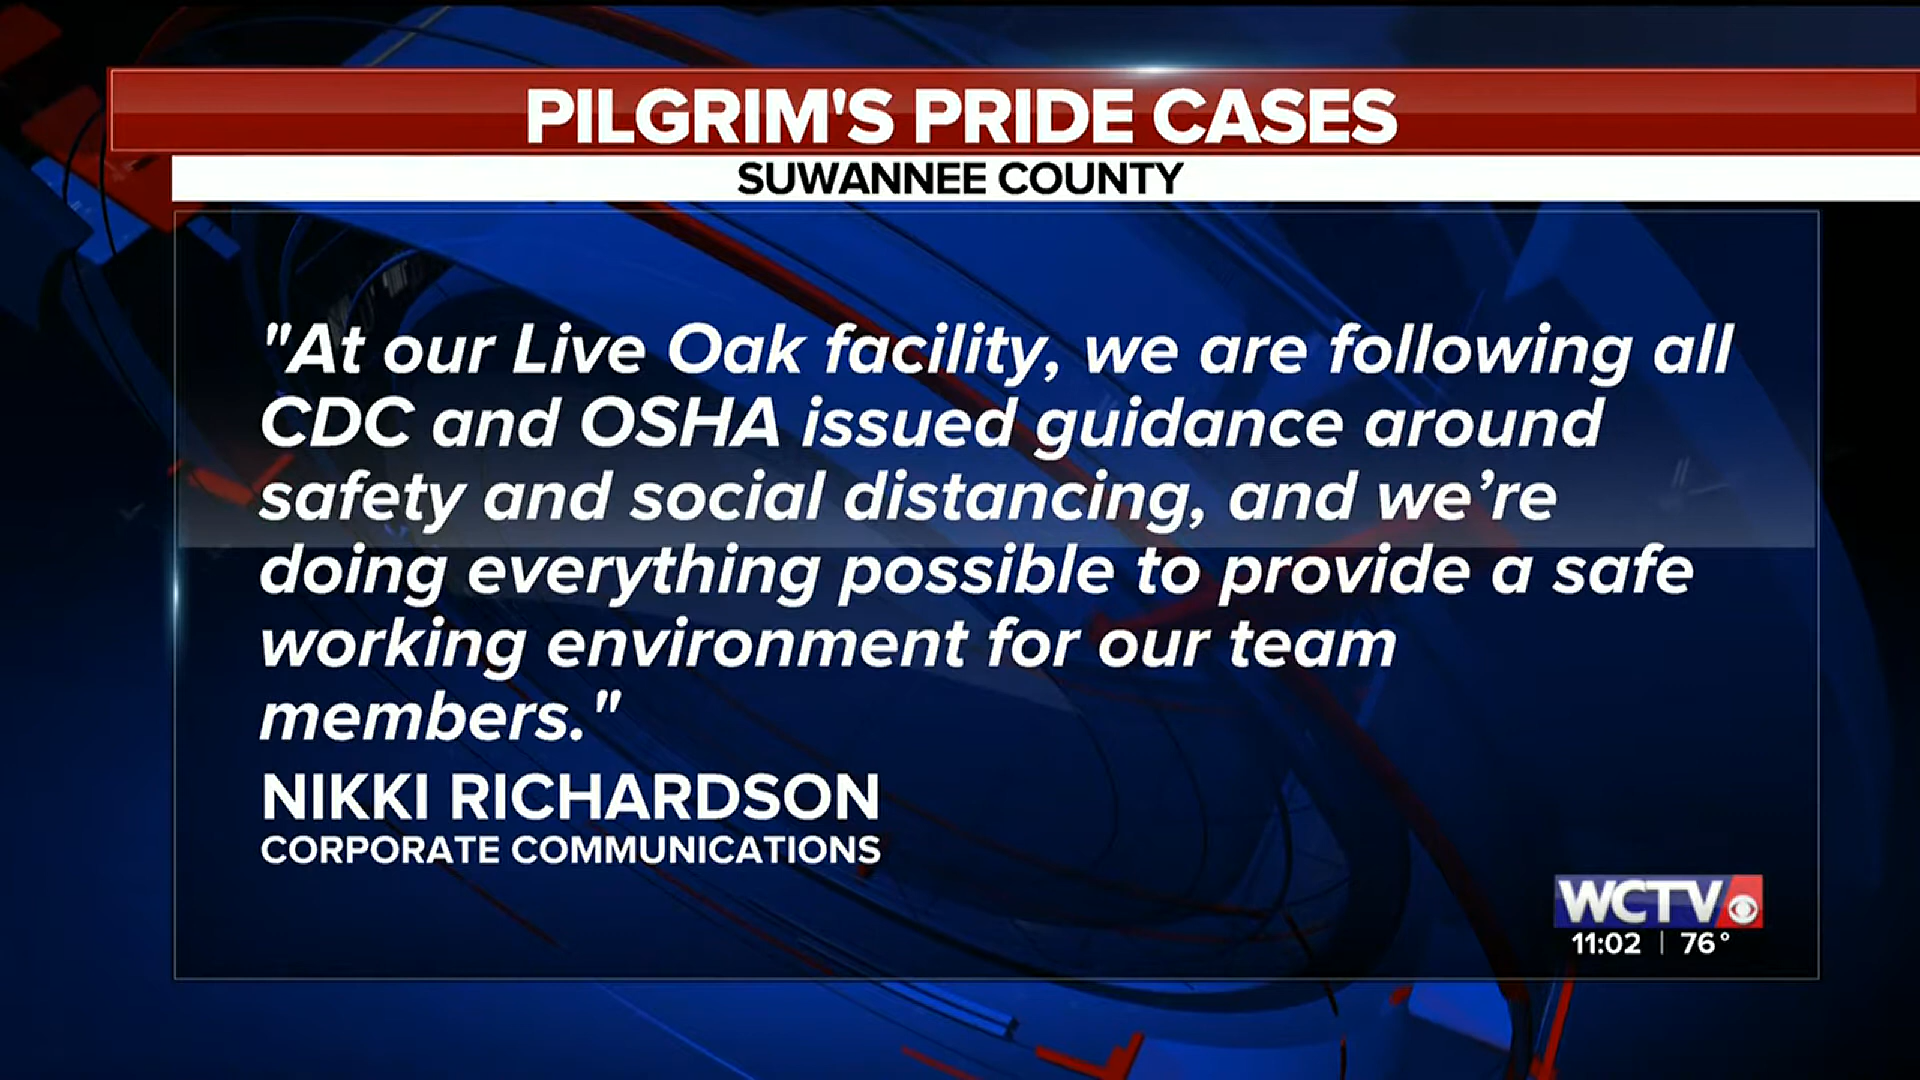 PILGRIM'S PRIDE CASES
SUWANNEE COUNTY
"At our Live Oak facility, we are following all
CDC and OSHA issued guidance around
safety and social distancing, and we’re
doing everything possible to provide a safe
working environment for our team
members."
NIKKI RICHARDSON
CORPORATE COMMUNICATIONS
WCTV
11:02 | 76°